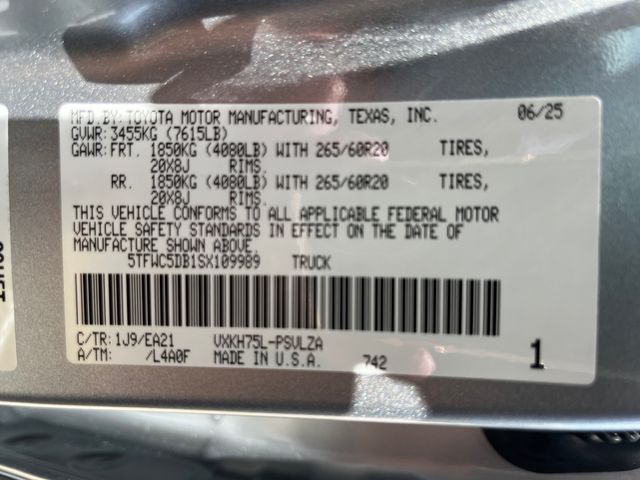 MFD.BY:TOYOTA MOTOR MANUFACTURING, TEXAS, INC. 06/25
GVWR: 3455KG (7615LB)
GAWR:FRT. 1850KG (4080LB) WITH 265/60R20 TIRES,
20X8J RIMS.
RR. 1850KG (4080LB) WITH 265/60R20 TIRES,
20X8J RIMS.
THIS VEHICLE CONFORMS TO ALL APPLICABLE FEDERAL MOTOR
VEHICLE SAFETY STANDARDS IN EFFECT ON THE DATE OF
MANUFACTURE SHOWN ABOVE
5TFWC5DB1SX109989 TRUCK
C/TR: 1J9/EA21 VXKH75L-PSVLZA
A/TM: /L4A0F MADE IN U.S.A. 742 1